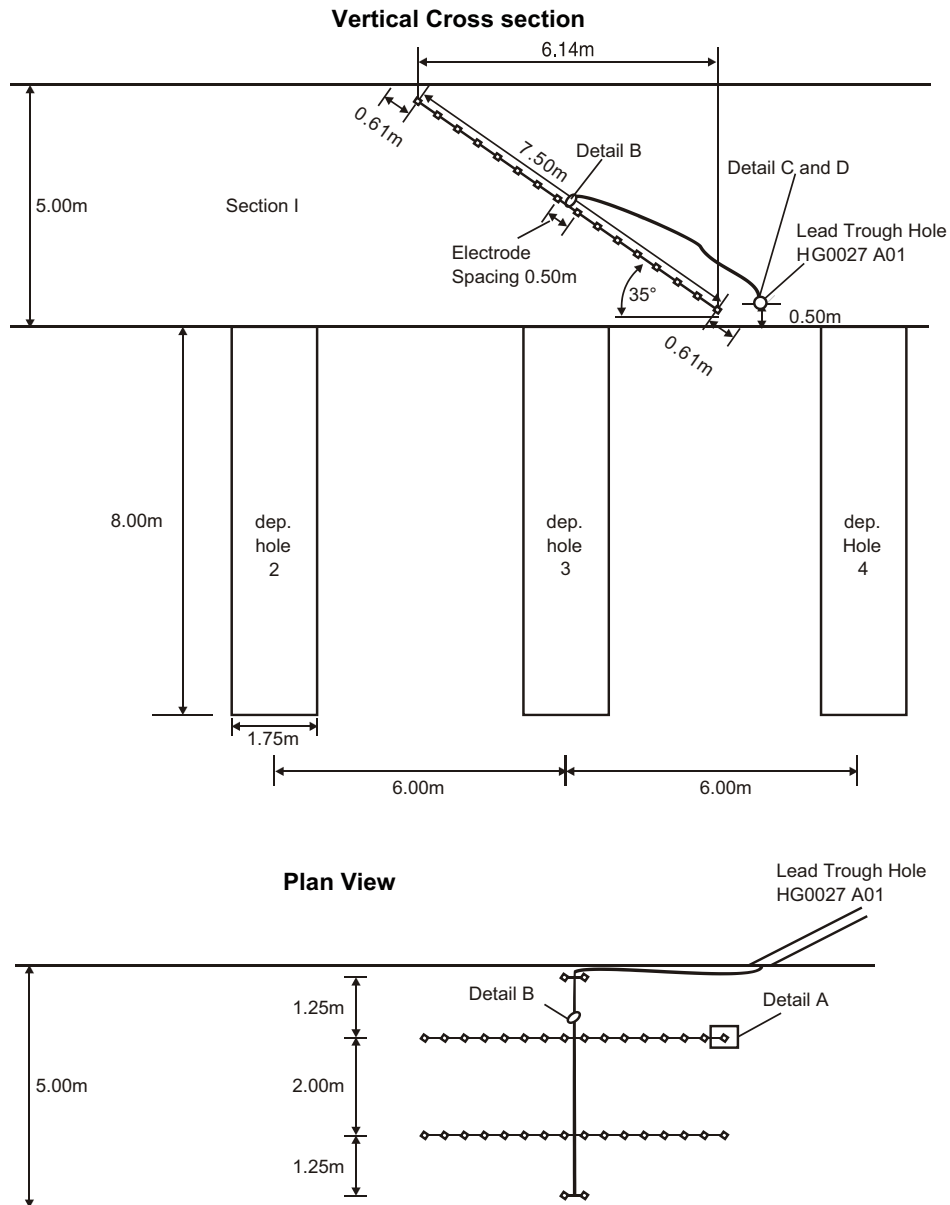 Vertical Cross section
6.14m
0.61m
7.50m
Detail B
Detail C and D
5.00m
Section I
Lead Trough Hole
HG0027 A01
Electrode
Spacing 0.50m
35°
0.50m
0.61m
8.00m
dep.
hole
2
dep.
hole
3
dep.
Hole
4
1.75m
6.00m
6.00m
Plan View
Lead Trough Hole
HG0027 A01
1.25m
Detail B
Detail A
5.00m
2.00m
1.25m